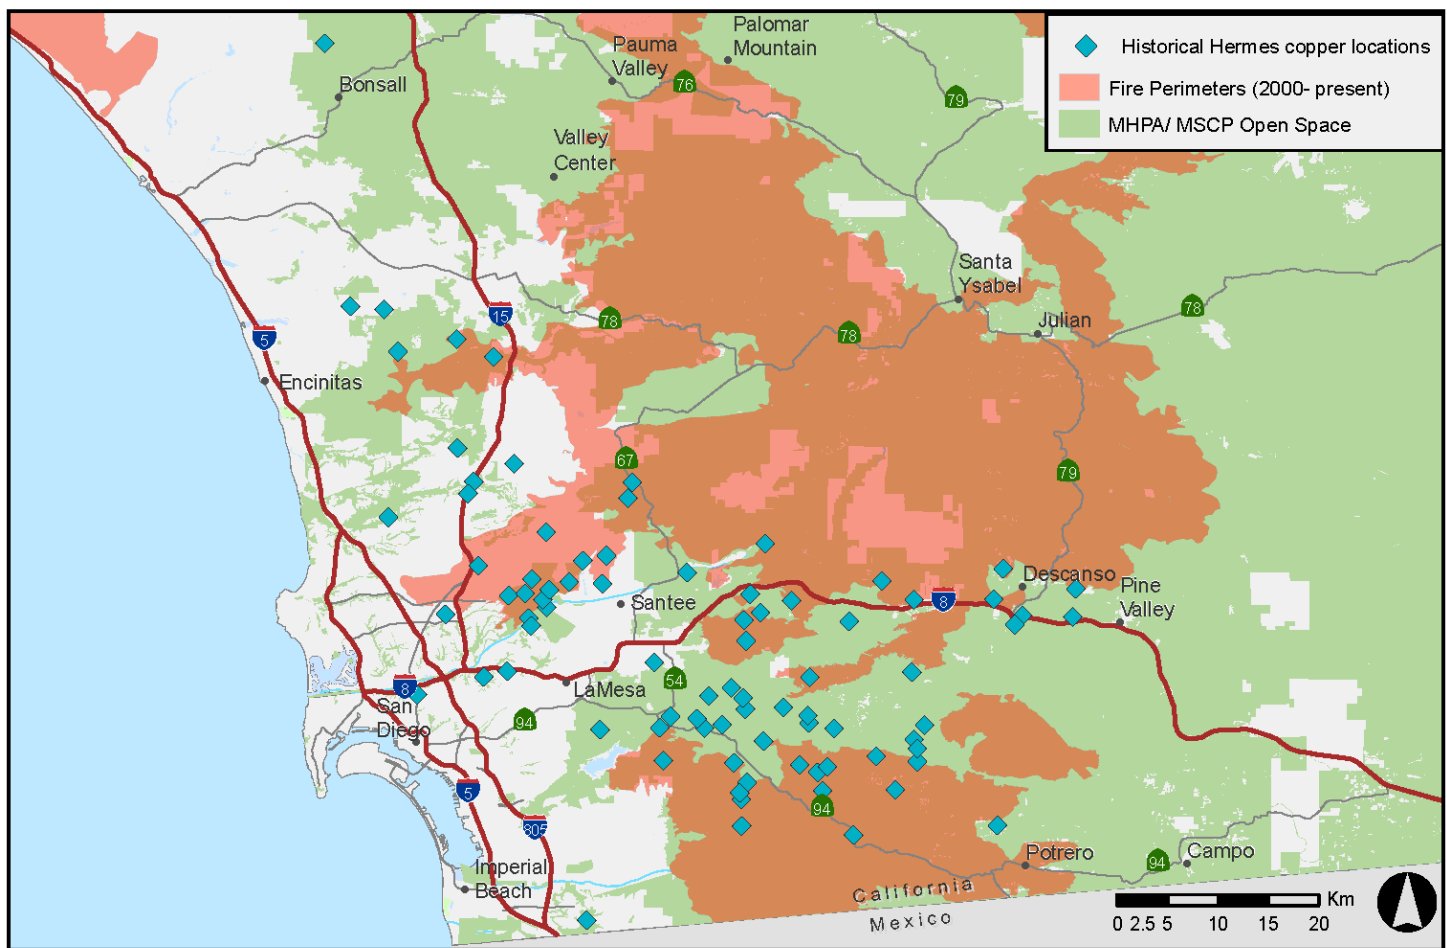 Historical Hermes copper locations
Fire Perimeters (2000- present)
MHPA/ MSCP Open Space
Palomar
Mountain
Pauma
Valley
76
79
Bonsall
Valley
Center
Santa
Ysabel
15
78
78
78
Julian
5
Encinitas
67
79
Descanso
Pine
Valley
8
Santee
8
LaMesa
54
San
Diego
94
5
805
94
Imperial
Beach
Potrero
94
Campo
California
Mexico
Km
0 2.5 5 10 15 20